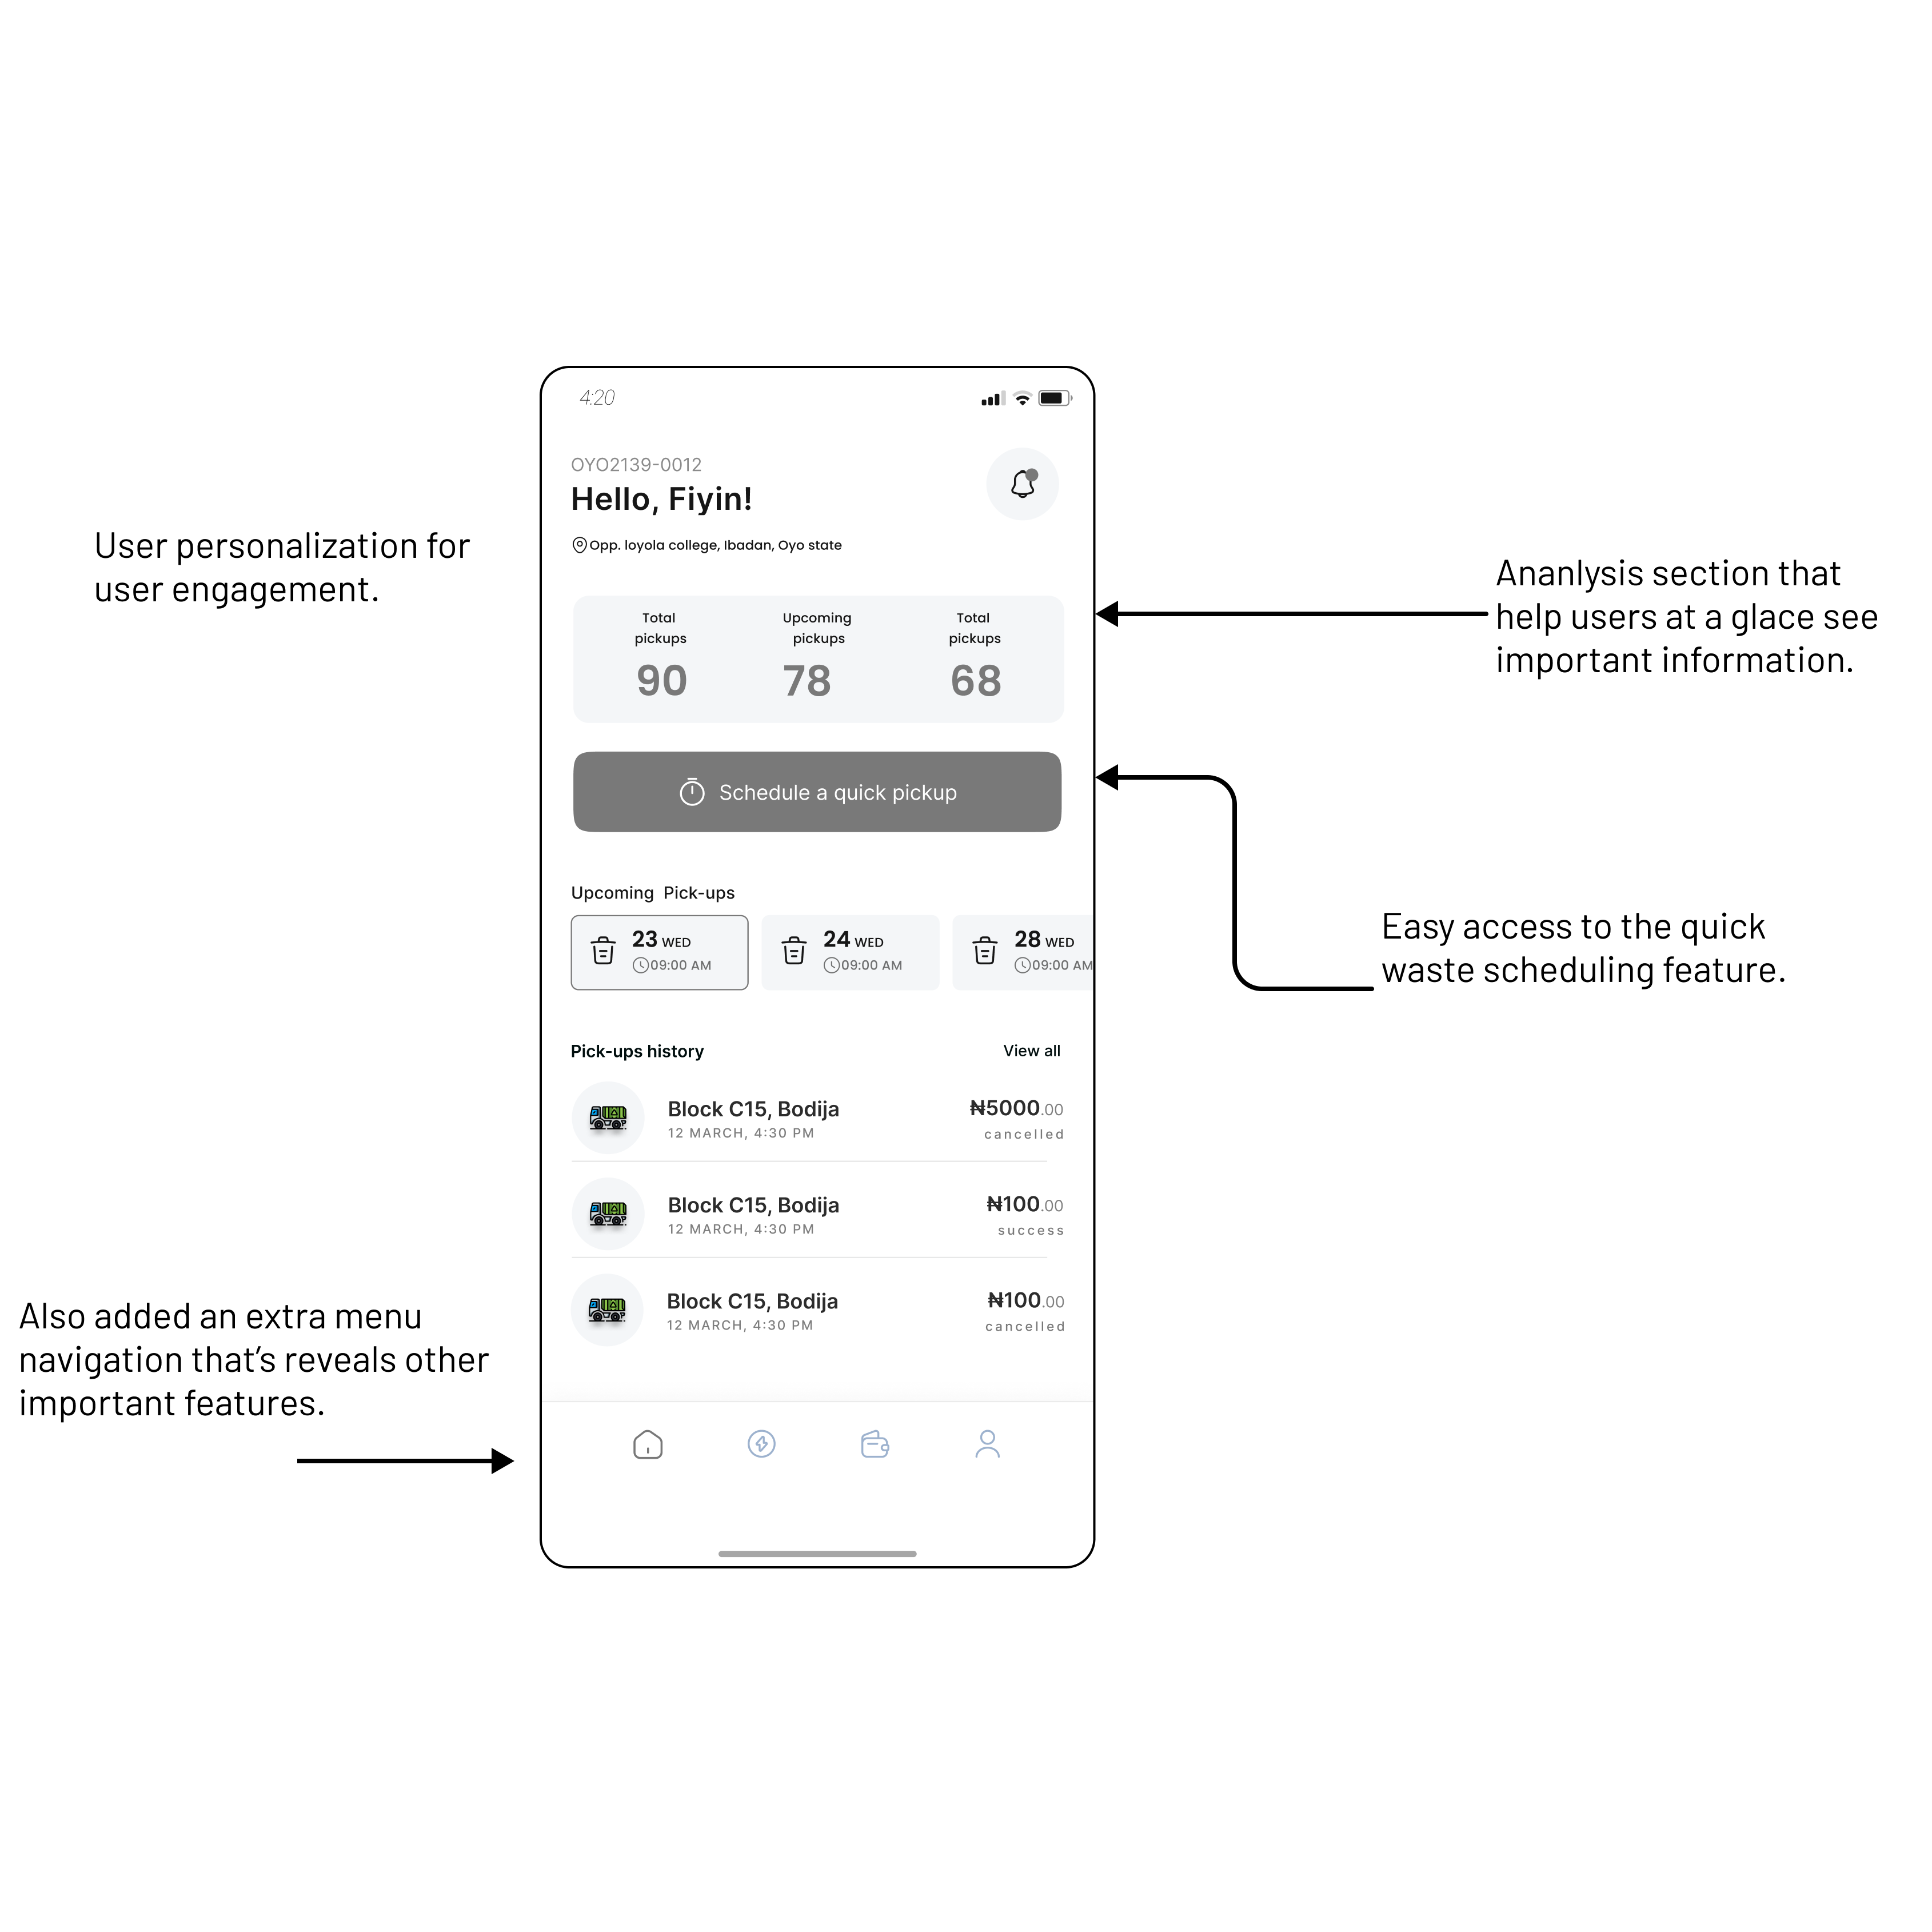 4:20
OYO2139-0012
Hello, Fiyin!
Opp. loyola college, Ibadan, Oyo state
User personalization for
user engagement.
Ananlysis section that
help users at a glace see
important information.
Total
pickups
90
Upcoming
pickups
78
Total
pickups
68
Schedule a quick pickup
Easy access to the quick
waste scheduling feature.
Upcoming Pick-ups
23 WED
09:00 AM
24 WED
09:00 AM
28 WED
09:00 AM
Pick-ups history
View all
Block C15, Bodija
12 MARCH, 4:30 PM
₦5000.00
cancelled
Block C15, Bodija
12 MARCH, 4:30 PM
₦100.00
success
Block C15, Bodija
12 MARCH, 4:30 PM
₦100.00
cancelled
Also added an extra menu
navigation that’s reveals other
important features.